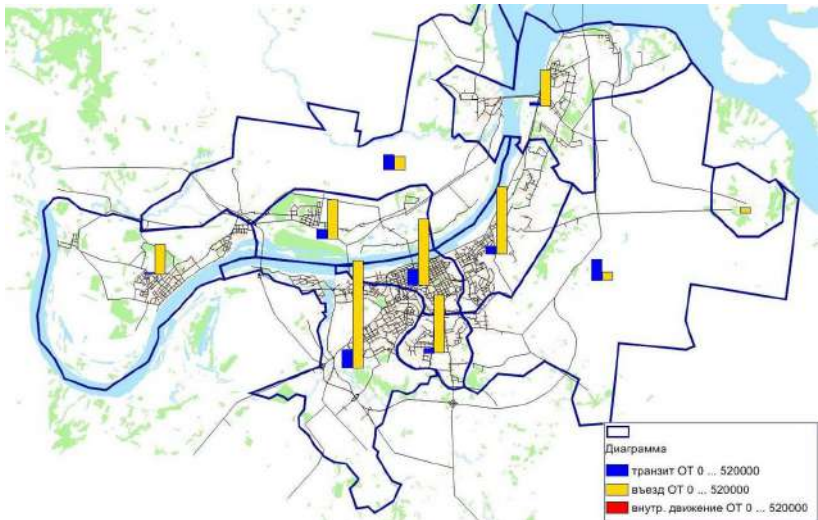 Диаграмма
транзит ОТ 0 ... 520000
въезд ОТ 0 ... 520000
внутр. движение ОТ 0 ... 520000